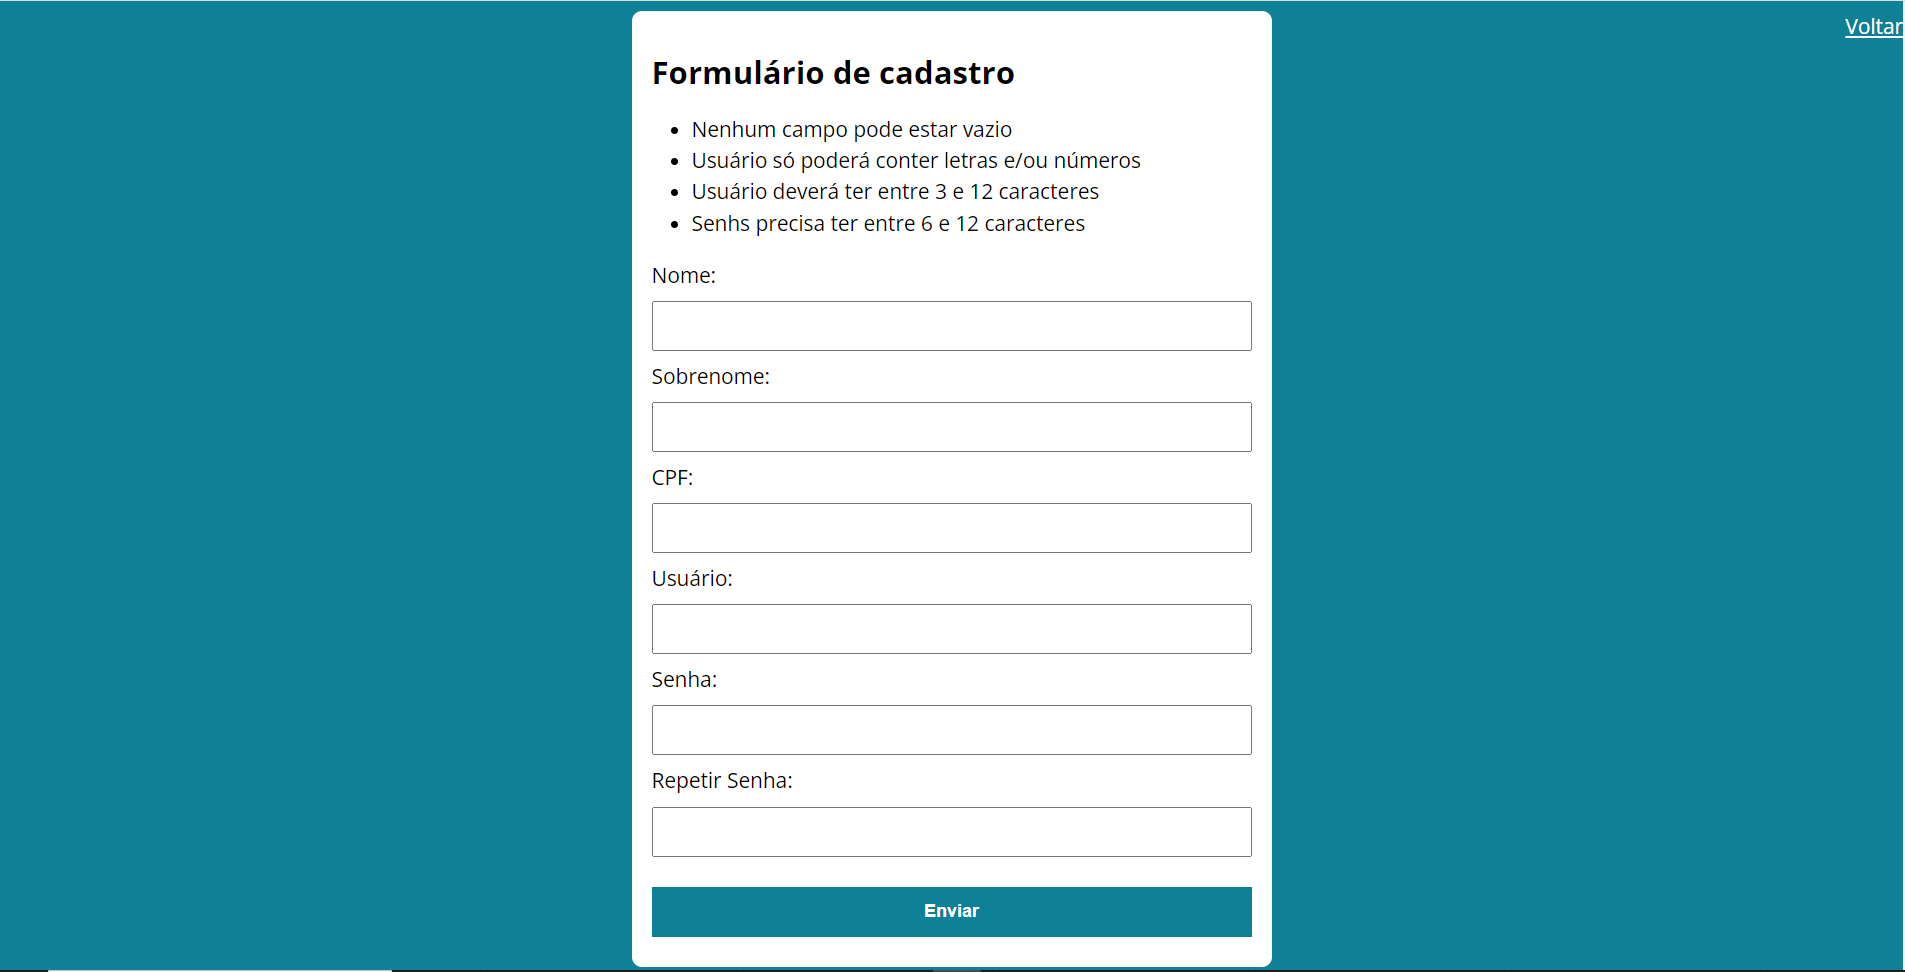 Voltar
Formulário de cadastro
Nenhum campo pode estar vazio
Usuário só poderá conter letras e/ou números
Usuário deverá ter entre 3 e 12 caracteres
Senhs precisa ter entre 6 e 12 caracteres
Nome:
Sobrenome:
CPF:
Usuário:
Senha:
Repetir Senha:
Enviar